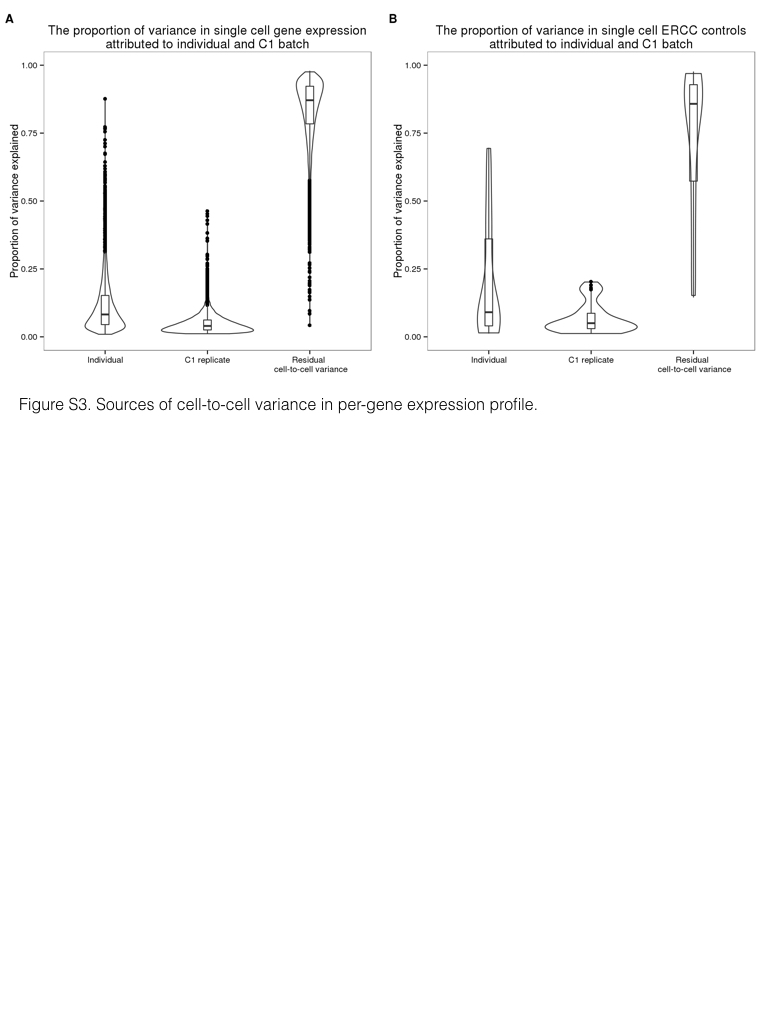 A
The proportion of variance in single cell gene expression
attributed to individual and C1 batch
Proportion of variance explained
1.00
0.75
0.50
0.25
0.00
Individual
C1 replicate
Residual
cell-to-cell variance
B
The proportion of variance in single cell ERCC controls
attributed to individual and C1 batch
Proportion of variance explained
1.00
0.75
0.50
0.25
0.00
Individual
C1 replicate
Residual
cell-to-cell variance
Figure S3. Sources of cell-to-cell variance in per-gene expression profile.